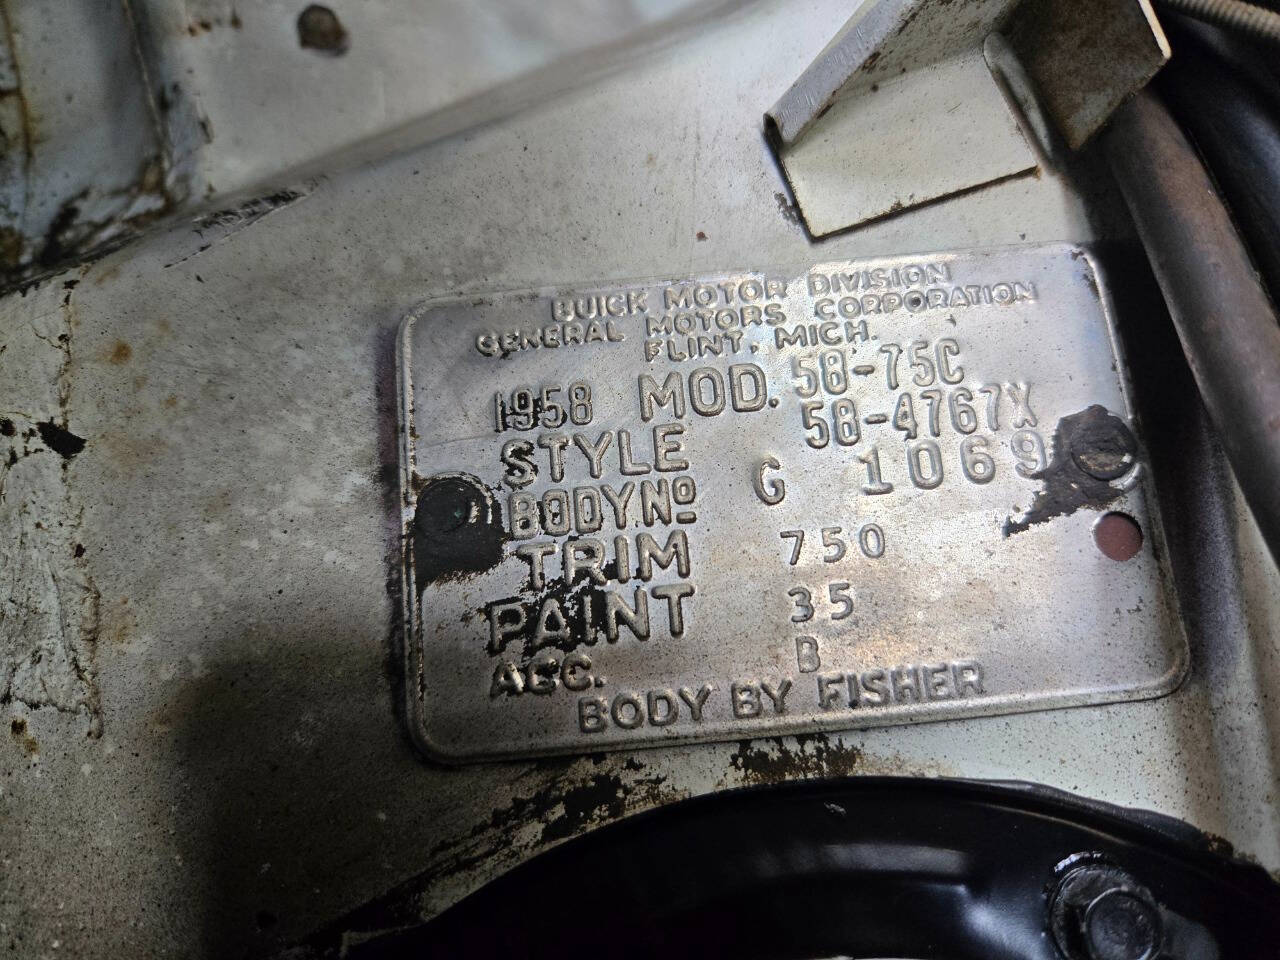 BUICK MOTOR DIVISION
GENERAL MOTORS CORPORATION
FLINT, MICH.
1958 MOD. 58-75C
STYLE 58-4767X
BODY Nº G 1069
TRIM 750
PAINT 35
ACC. B
BODY BY FISHER